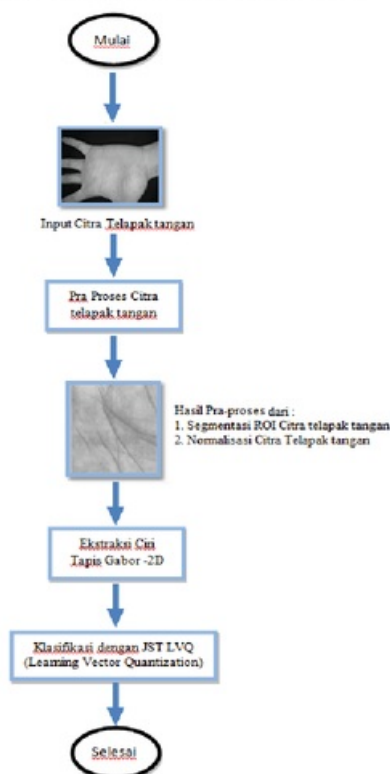 Mulai
Input Citra Telapak tangan
Pra Proses Citra
telapak tangan
Hasil Pra-proses dari :
1. Segmentasi ROI Citra telapak tangan
2. Normalisasi Citra Telapak tangan
Ekstraksi Ciri
Tapis Gabor -2D
Klasifikasi dengan JST LVQ
(Learning Vector Quantization)
Selesai